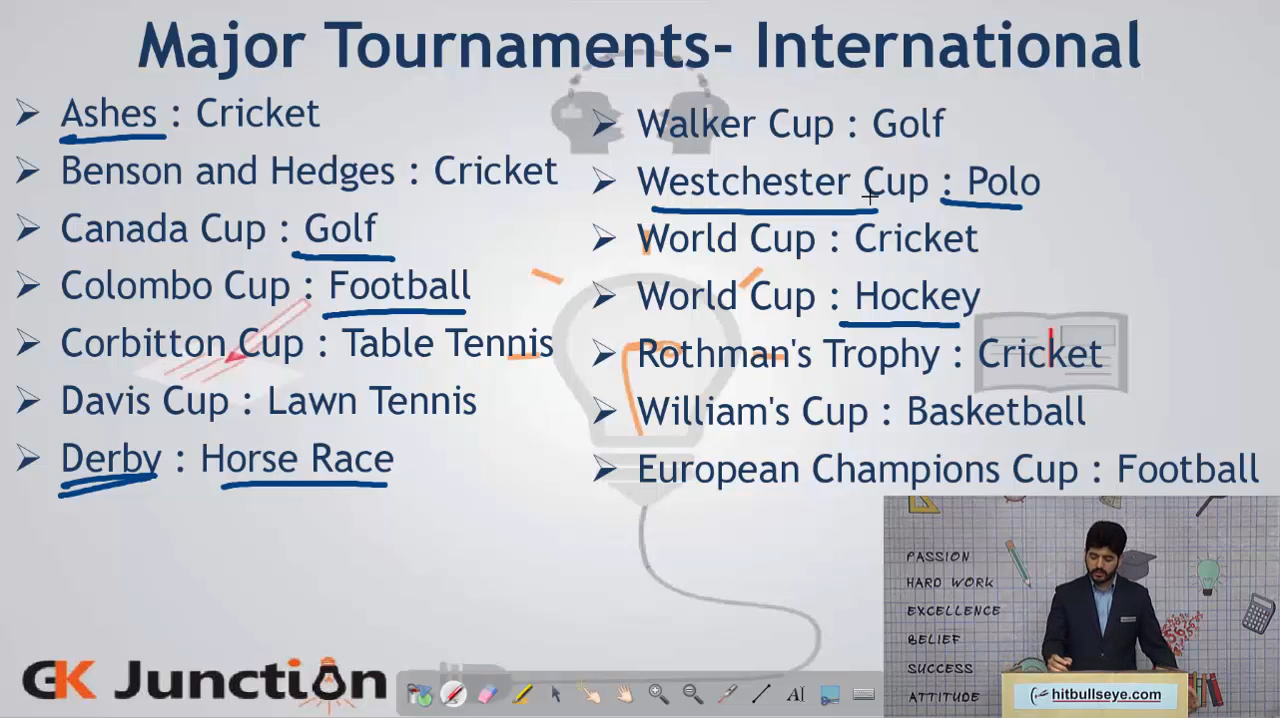 Major Tournaments- International
Ashes : Cricket
Benson and Hedges : Cricket
Canada Cup : Golf
Colombo Cup : Football
Corbitton Cup : Table Tennis
Davis Cup : Lawn Tennis
Derby : Horse Race
Walker Cup : Golf
Westchester Cup : Polo
World Cup : Cricket
World Cup : Hockey
Rothman's Trophy : Cricket
William's Cup : Basketball
European Champions Cup : Football
PASSION
HARD WORK
EXCELLENCE
BELIEF
SUCCESS
ATTITUDE
hitbullseye.com
GK Junction
AI